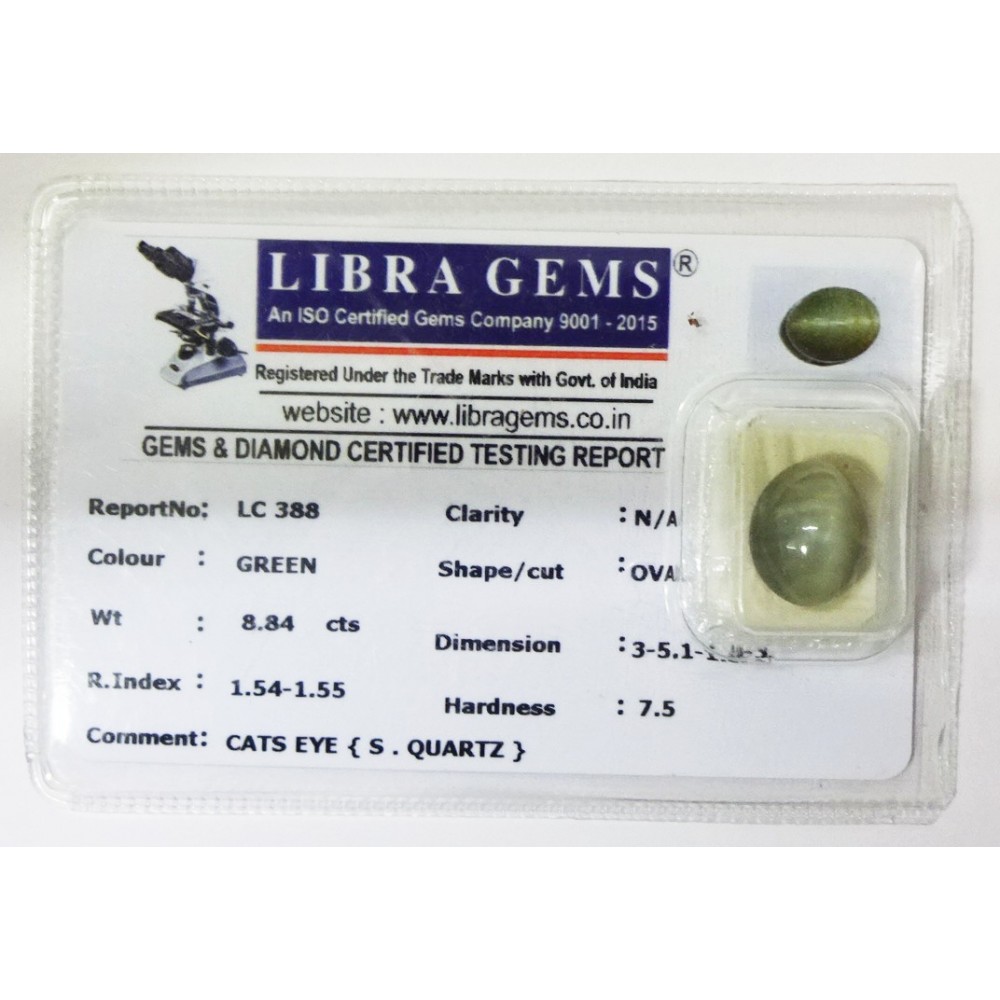 LIBRA GEMS ®
An ISO Certified Gems Company 9001 - 2015
Registered Under the Trade Marks with Govt. of India
website : www.libragems.co.in
GEMS & DIAMOND CERTIFIED TESTING REPORT
ReportNo: LC 388 Clarity : N/A
Colour : GREEN Shape/cut :
Wt : 8.84 cts Dimension :
R.Index : 1.54-1.55 Hardness : 7.5
Comment: CATS EYE { S . QUARTZ }